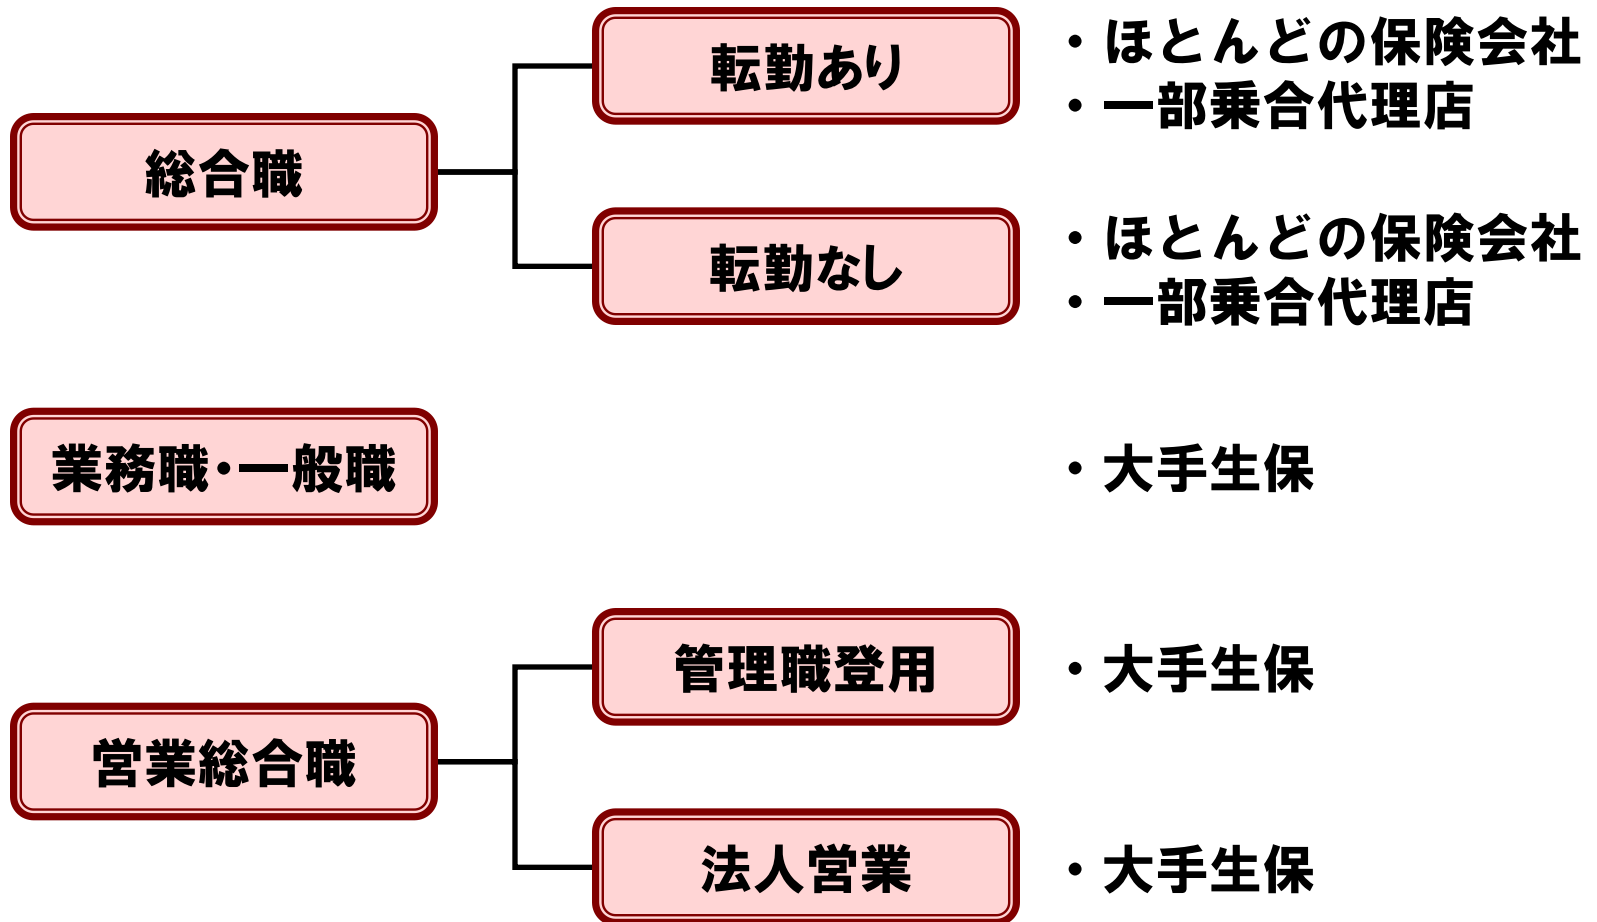 総合職
転勤あり
・ほとんどの保険会社
・一部乗合代理店
転勤なし
・ほとんどの保険会社
・一部乗合代理店
業務職・一般職
・大手生保
営業総合職
管理職登用
・大手生保
法人営業
・大手生保